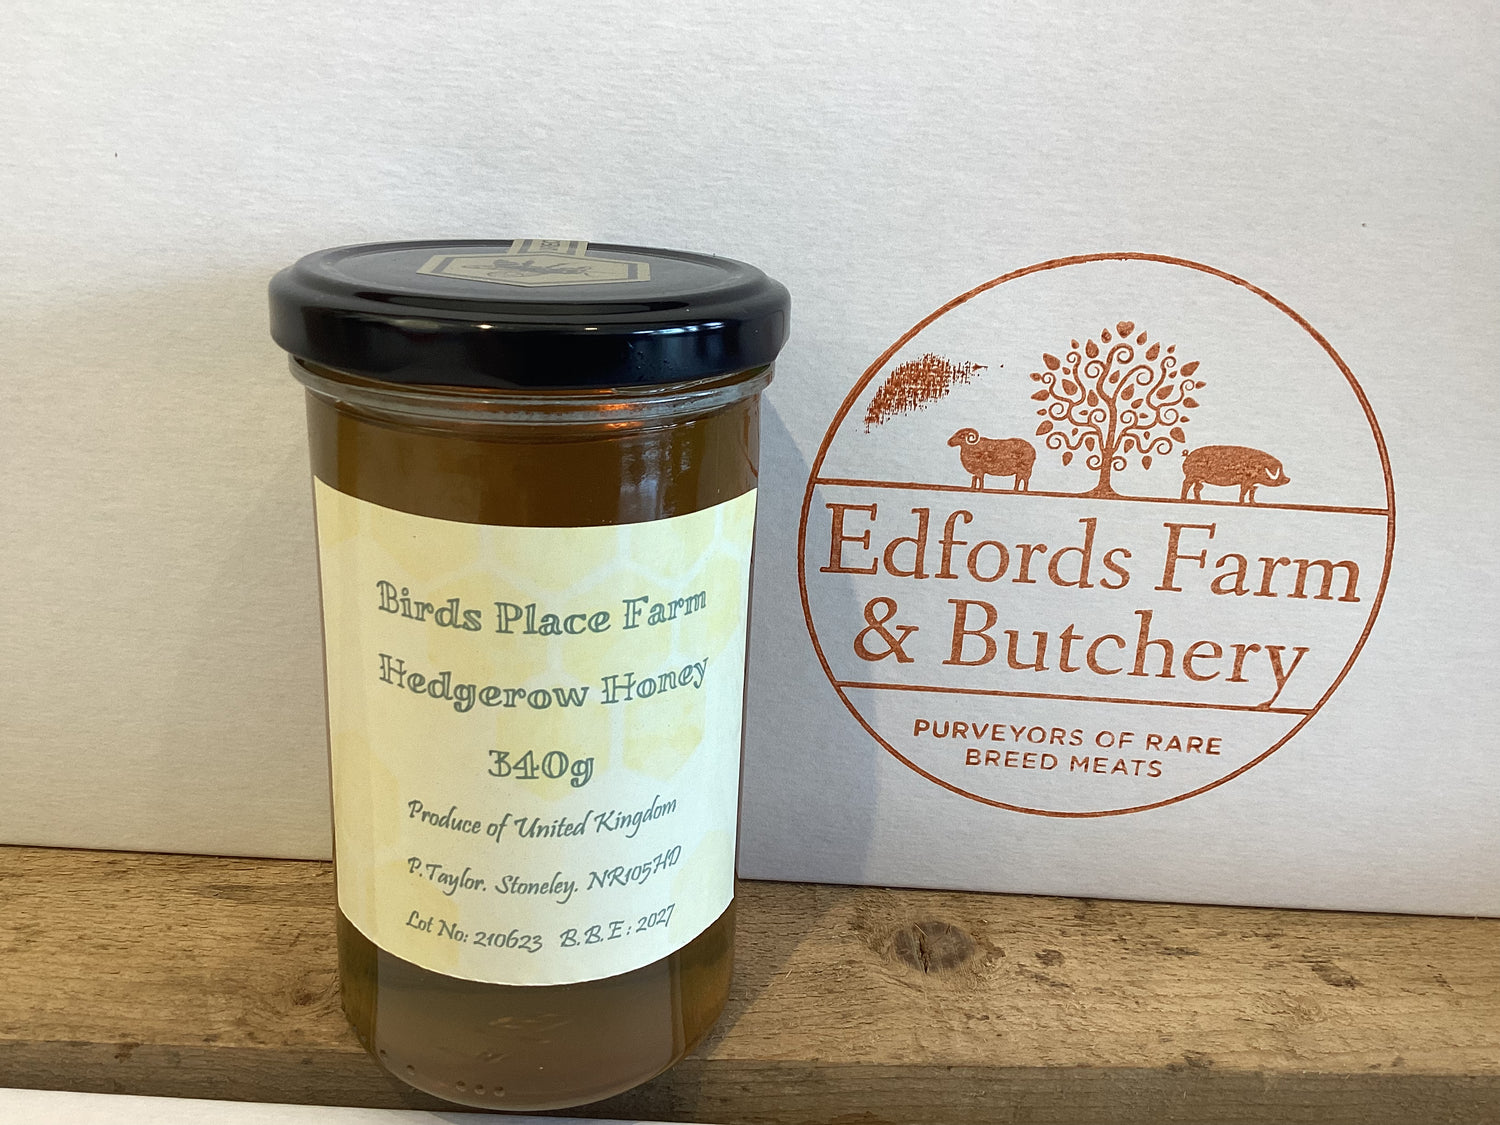 Birds Place Farm
Hedgerow Honey
340g
Produce of United Kingdom
P.Taylor. Stoneley. NR105HD
Lot No: 210623 B.B.E: 2027
Edfords Farm
& Butchery
PURVEYORS OF RARE
BREED MEATS